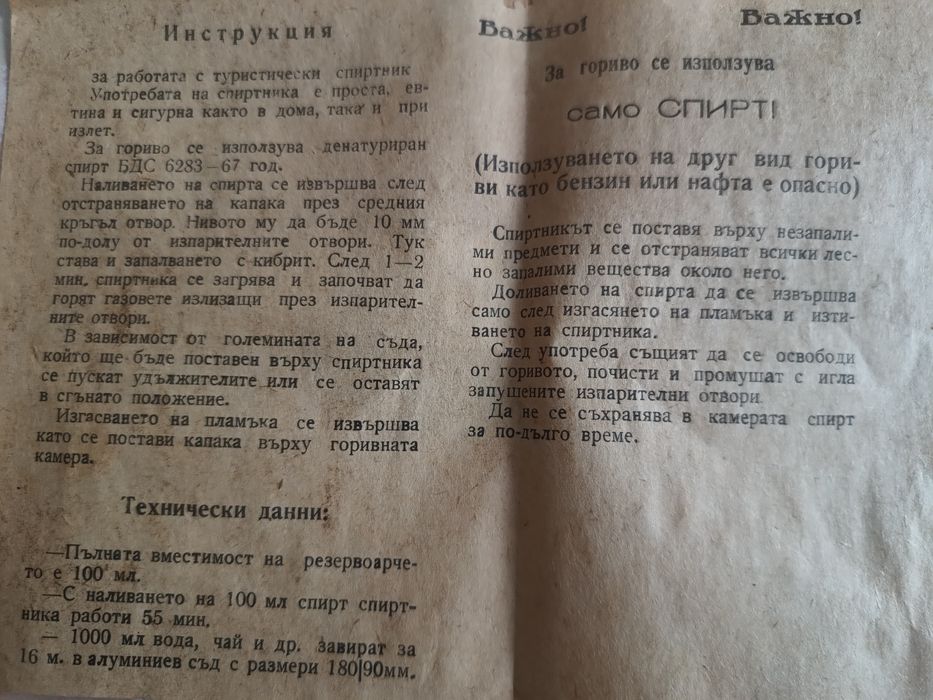 Инструкция
за работата с туристически спиртник
Употребата на спиртника е проста, ев-
тина и сигурна както в дома, така и при
излет.
За гориво се използува денатуриран
спирт БДС 6283—67 год.
Наливането на спирта се извършва след
отстраняването на капака през средния
кръгъл отвор. Нивото му да бъде 10 мм
по-долу от изпарителните отвори. Тук
става и запалването с кибрит. След 1—2
мин. спиртника се загрява и започват да
горят газовете излизащи през изпарител-
ните отвори.
В зависимост от големината на съда,
който ще бъде поставен върху спиртника
се пускат удължителите или се оставят
в сгънато положение.
Изгасването на пламъка се извършва
като се постави капака върху горивната
камера.
Технически данни:
—Пълната вместимост на резервоарче-
то е 100 мл.
—С наливането на 100 мл спирт спирт-
ника работи 55 мин.
— 1000 мл вода, чай и др. завират за
16 м. в алуминиев съд с размери 180/90мм.
Важно! Важно!
За гориво се използува
само СПИРТ!
(Използуването на друг вид гори-
ви като бензин или нафта е опасно)
Спиртникът се поставя върху незапали-
ми предмети и се отстраняват всички лес-
но запалими вещества около него.
Доливането на спирта да се извършва
само след изгасянето на пламъка и изти-
ването на спиртника.
След употреба същият да се освободи
от горивото, почисти и промушат с игла
запушените изпарителни отвори.
Да не се съхранява в камерата спирт
за по-дълго време.